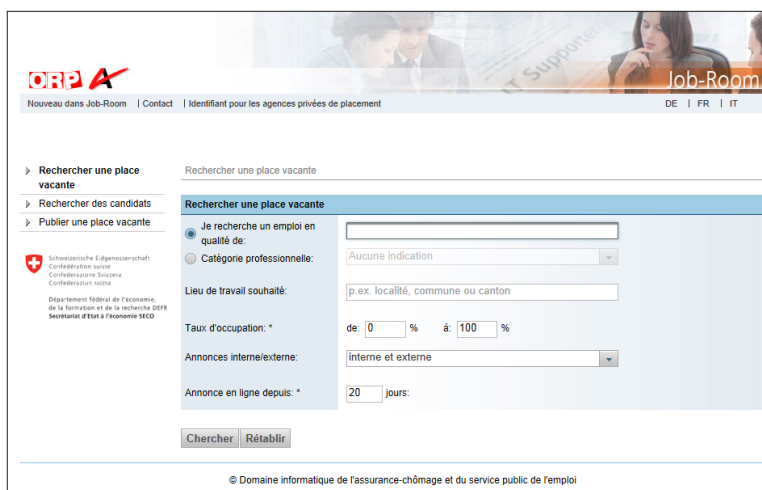 IT Supporter
ORP
Job-Room
Nouveau dans Job-Room | Contact | Identifiant pour les agences privées de placement
DE | FR | IT
Rechercher une place vacante
Rechercher une place
vacante
Rechercher des candidats
Publier une place vacante
Schweizerische Eidgenossenschaft
Confédération suisse
Confederazione Svizzera
Confederaziun svizra
Département fédéral de l'économie,
de la formation et de la recherche DEFR
Secrétariat d'Etat à l'économie SECO
Rechercher une place vacante
Je recherche un emploi en
qualité de:
Catégorie professionnelle: Aucune indication
Lieu de travail souhaité: p.ex. localité, commune ou canton
Taux d'occupation: * de: 0 % à: 100 %
Annonces interne/externe: interne et externe
Annonce en ligne depuis: * 20 jours:
Chercher Rétablir
© Domaine informatique de l'assurance-chômage et du service public de l'emploi